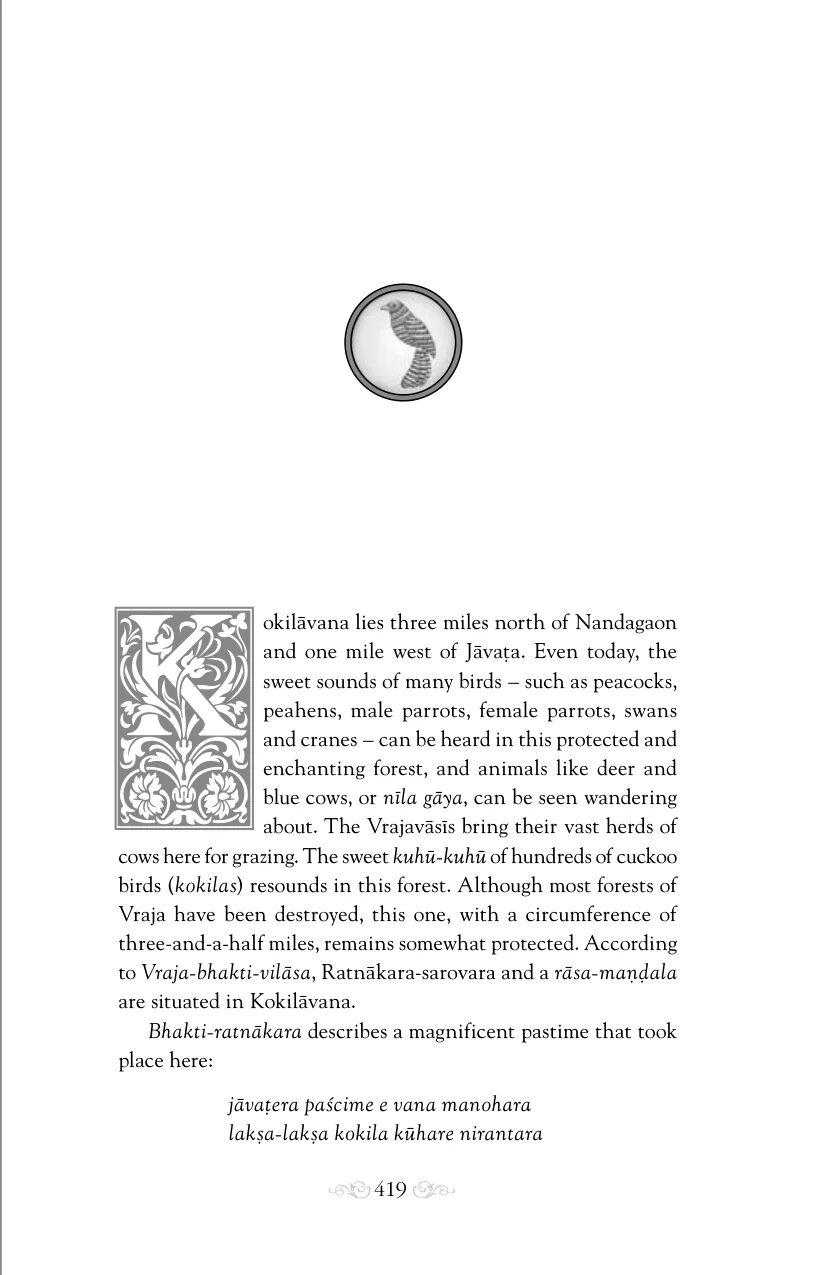 Kokilāvana lies three miles north of Nandagaon
and one mile west of Jāvaṭa. Even today, the
sweet sounds of many birds – such as peacocks,
peahens, male parrots, female parrots, swans
and cranes – can be heard in this protected and
enchanting forest, and animals like deer and
blue cows, or nīla gāya, can be seen wandering
about. The Vrajavāsīs bring their vast herds of
cows here for grazing. The sweet kuhū-kuhū of hundreds of cuckoo
birds (kokilas) resounds in this forest. Although most forests of
Vraja have been destroyed, this one, with a circumference of
three-and-a-half miles, remains somewhat protected. According
to Vraja-bhakti-vilāsa, Ratnākara-sarovara and a rāsa-maṇḍala
are situated in Kokilāvana.
Bhakti-ratnākara describes a magnificent pastime that took
place here:
jāvaṭera paścime e vana manohara
lakṣa-lakṣa kokila kūhare nirantara
419